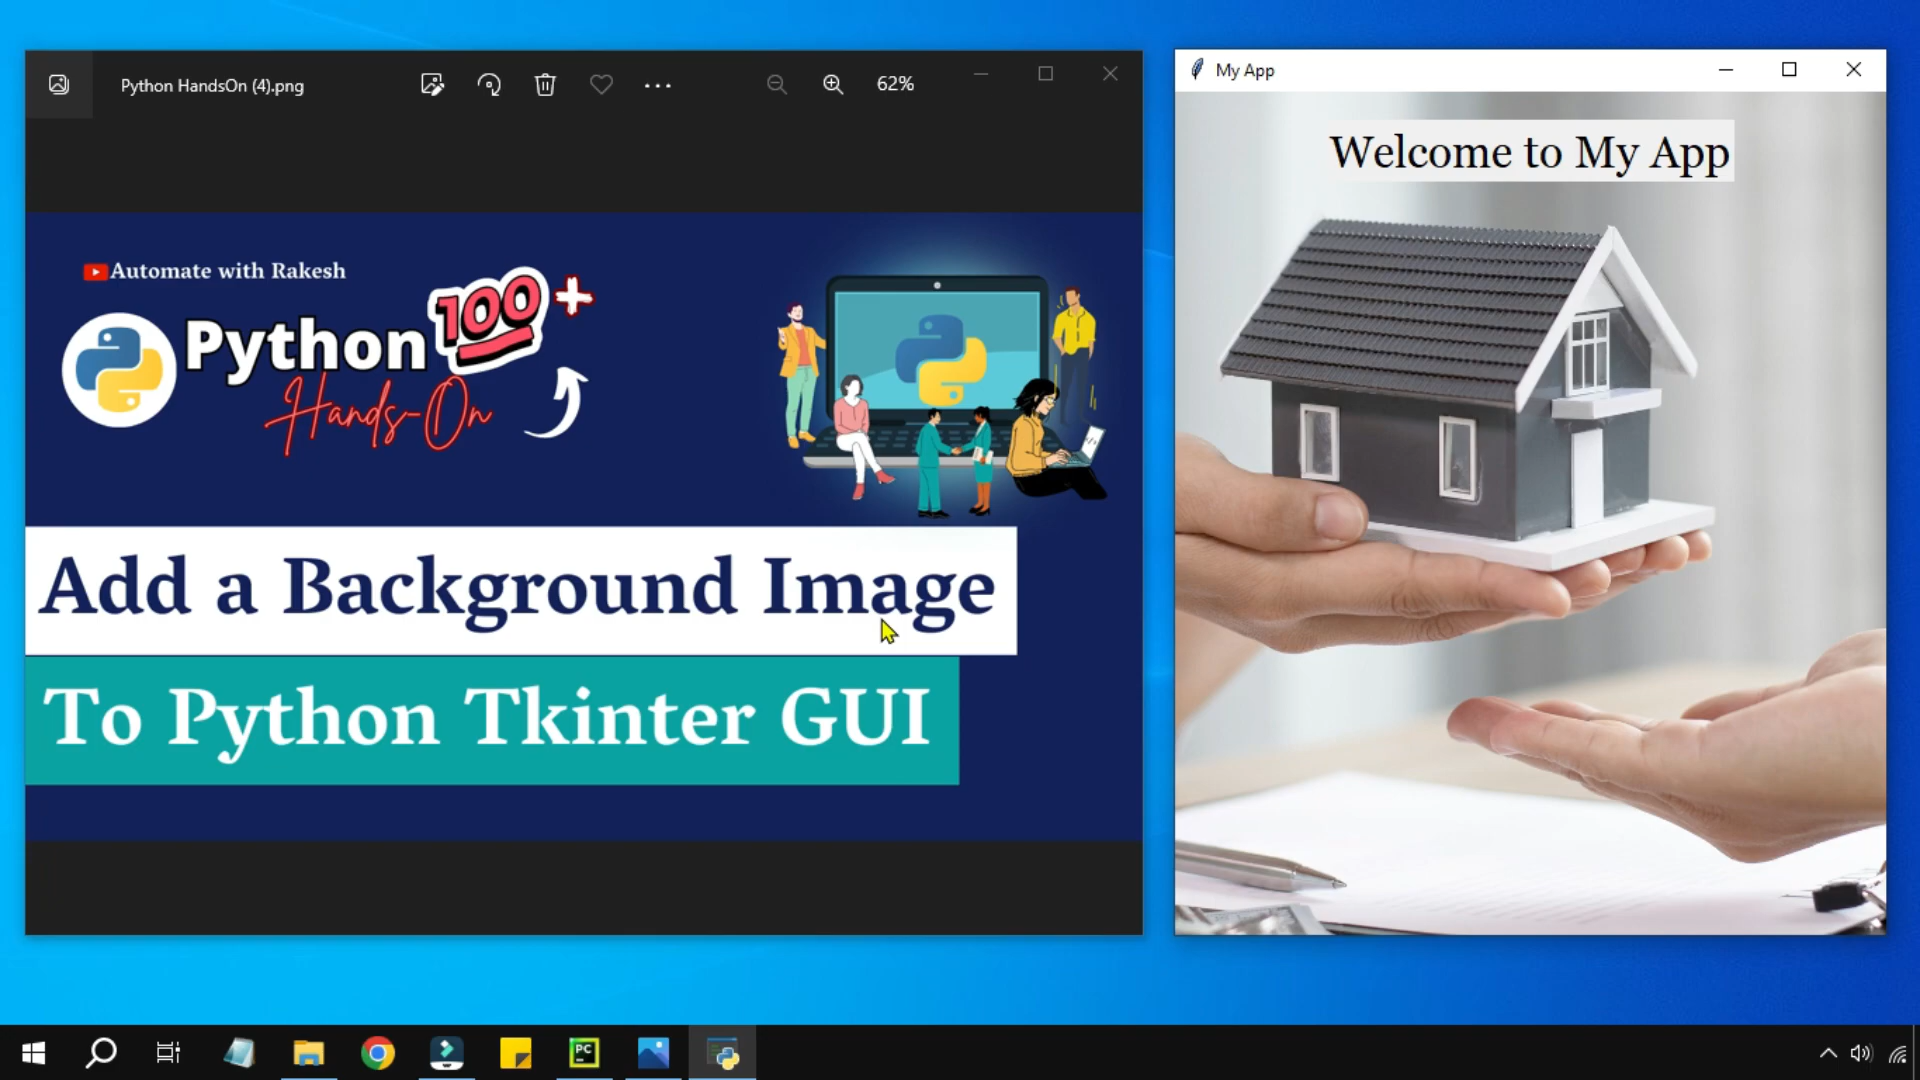 Python HandsOn (4).png
62%
Automate with Rakesh
Python 100+
Hands-On
Add a Background Image
To Python Tkinter GUI
My App
Welcome to My App
PC